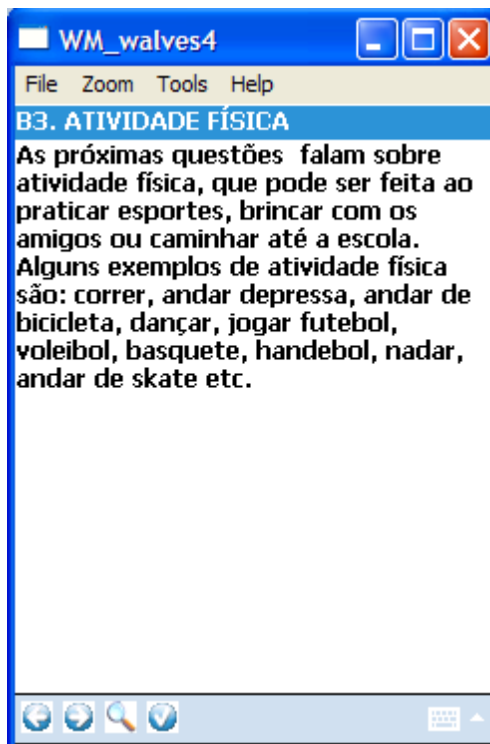 WM_walves4
File Zoom Tools Help
B3. ATIVIDADE FÍSICA
As próximas questões  falam sobre
atividade física, que pode ser feita ao
praticar esportes, brincar com os
amigos ou caminhar até a escola.
Alguns exemplos de atividade física
são: correr, andar depressa, andar de
bicicleta, dançar, jogar futebol,
voleibol, basquete, handebol, nadar,
andar de skate etc.